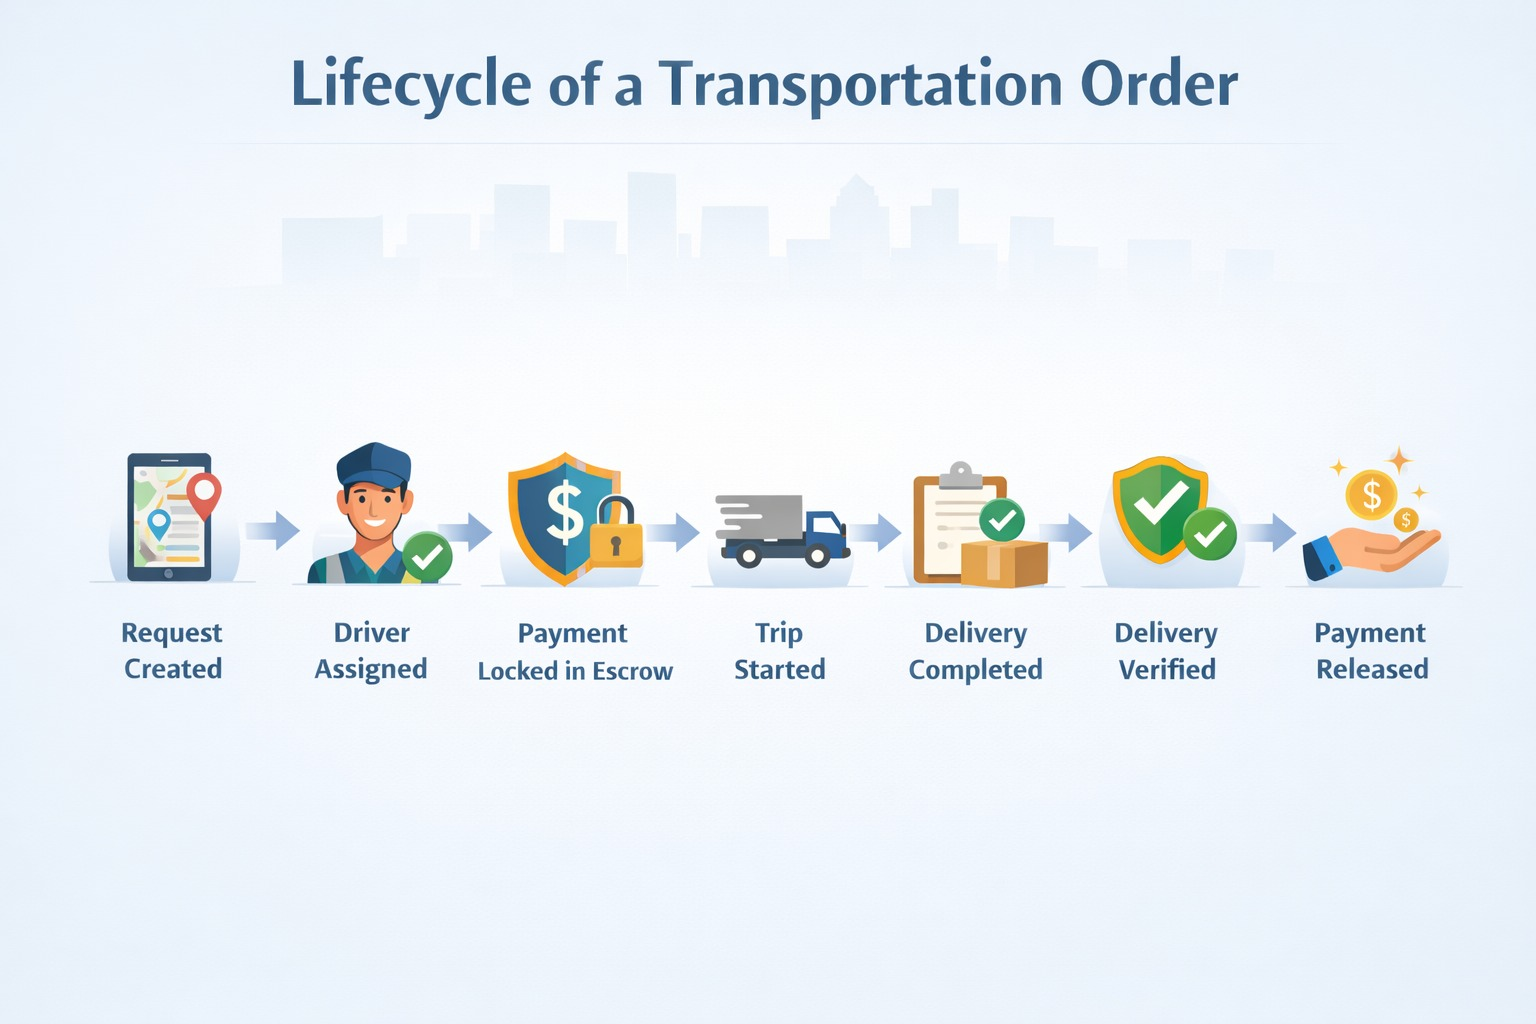 Lifecycle of a Transportation Order
Request
Created
Driver
Assigned
Payment
Locked in Escrow
Trip
Started
Delivery
Completed
Delivery
Verified
Payment
Released